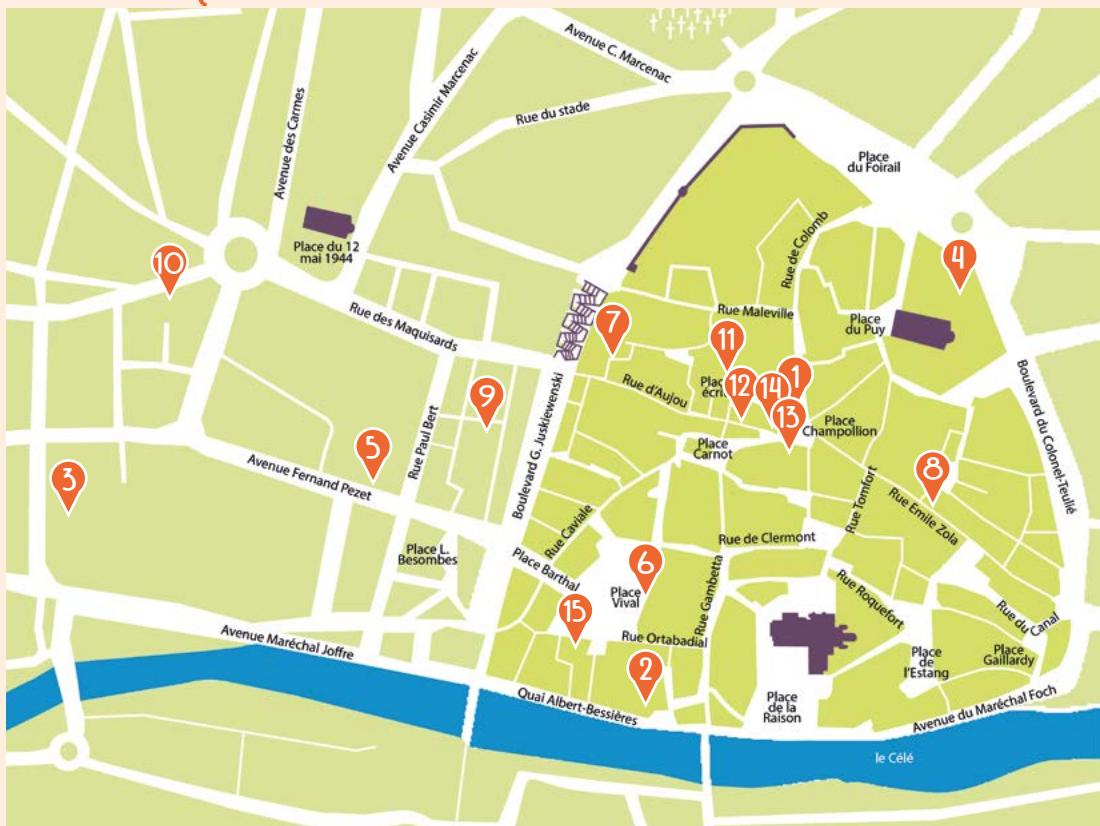 Avenue C. Marcenac
Avenue Casimir Marcenac
Avenue des Carmes
Rue du stade
Place
du Foirail
Place du 12
mai 1944
Rue de Colomb
4
10
Rue des Maquisards
Rue Maleville
7
Place
du Puy
11
Rue d'Aujou
12
14
1
13
Place
Champollion
Boulevard G. Juskiewenski
Boulevard du Colonel-Teulié
9
Rue Paul Bert
5
3
Avenue Fernand Pezet
Place
Carnot
8
Rue Tomfort
Rue Emile Zola
Rue Caviale
Rue de Clermont
Place L.
Besombes
Place Barthal
6
Place
Vival
Rue Gambetta
Rue Roquefort
15
Rue du Canal
Avenue Maréchal Joffre
Rue Ortabadial
Place
de
l'Estang
Place
Gaillardy
2
Quai Albert-Bessières
Place
de la
Raison
Avenue du Maréchal Foch
le Célé